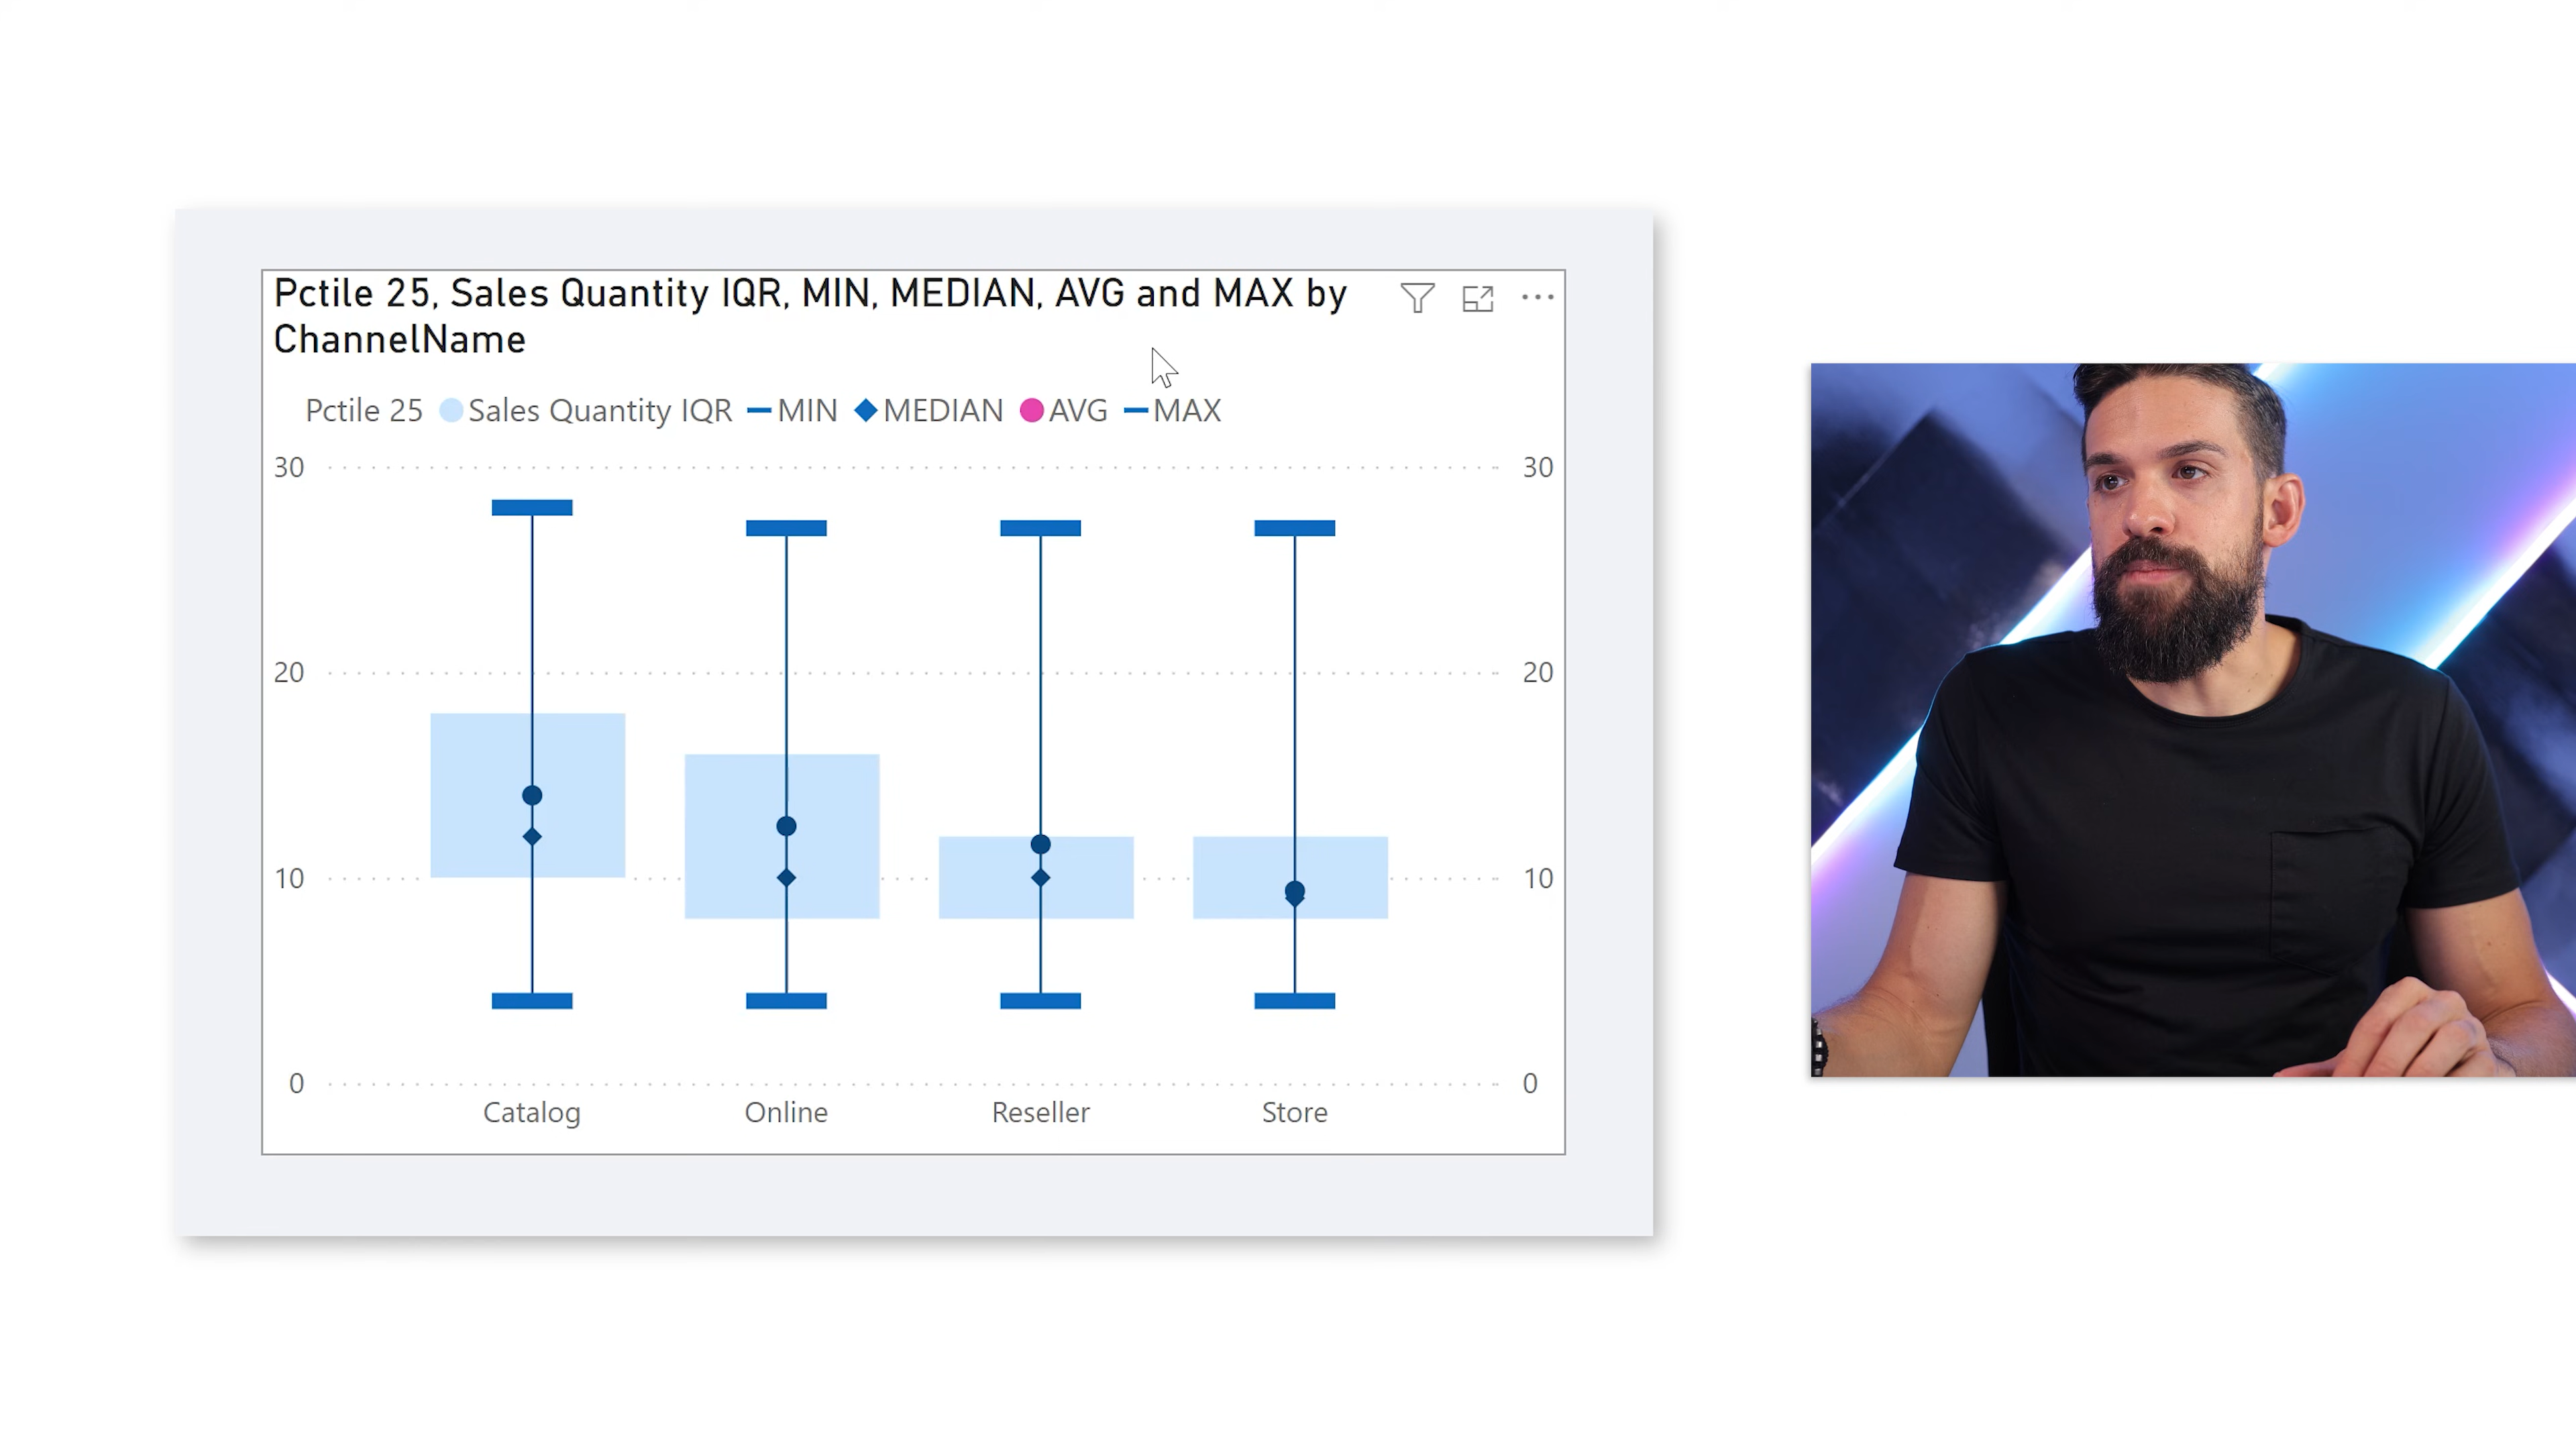 Pctile 25, Sales Quantity IQR, MIN, MEDIAN, AVG and MAX by
ChannelName
Pctile 25 Sales Quantity IQR MIN MEDIAN AVG MAX
30 30
20 20
10 10
0 0
Catalog Online Reseller Store